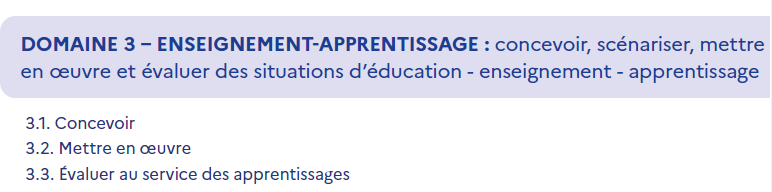 DOMAINE 3 – ENSEIGNEMENT-APPRENTISSAGE : concevoir, scénariser, mettre
en œuvre et évaluer des situations d’éducation - enseignement - apprentissage
3.1. Concevoir
3.2. Mettre en œuvre
3.3. Évaluer au service des apprentissages